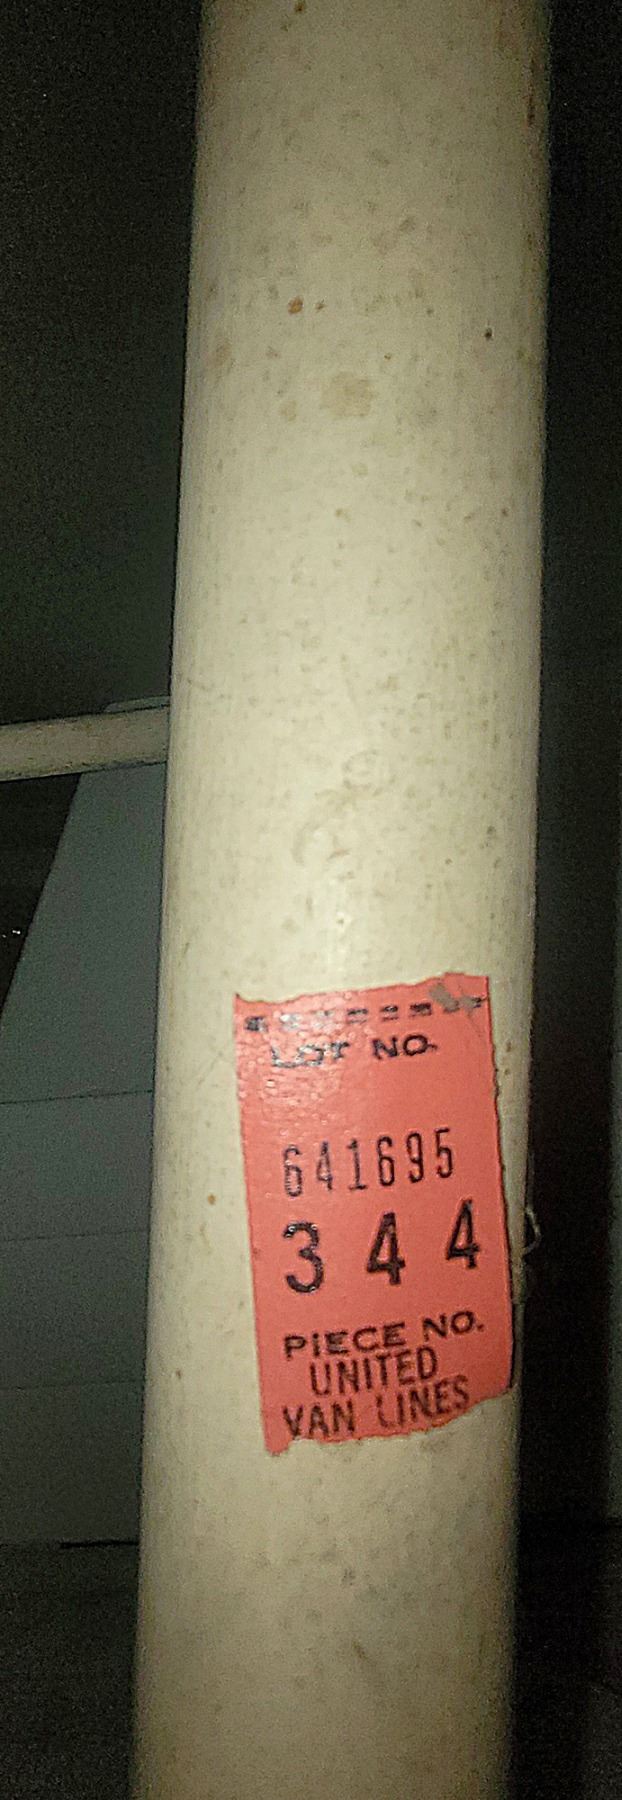 LOT NO.
641695
344
PIECE NO.
UNITED
VAN LINES